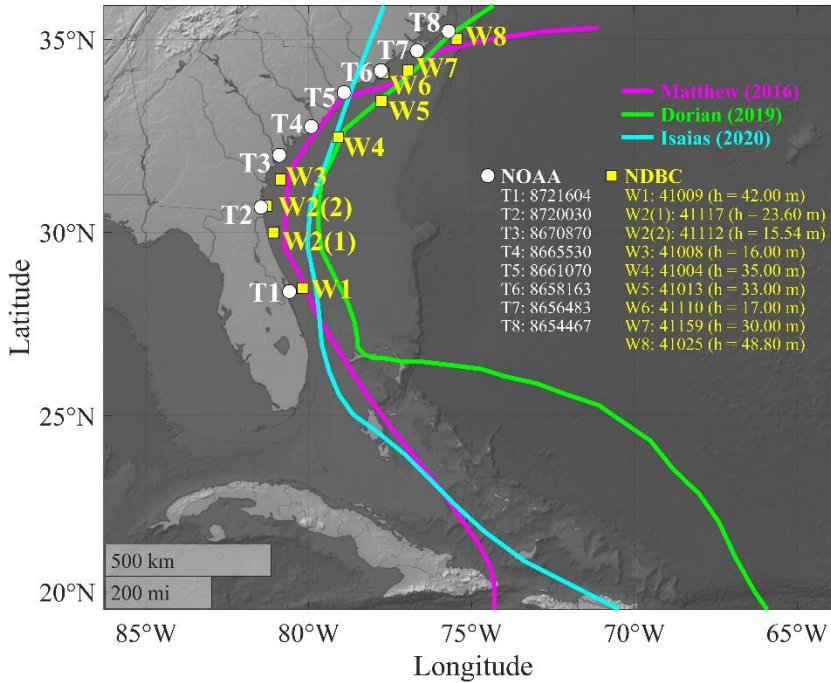 35°N
30°N
25°N
20°N
Latitude
85°W
80°W
75°W
70°W
65°W
Longitude
T8
W8
T7
W7
T6
W6
T5
W5
T4
W4
T3
W3
T2
W2(2)
W2(1)
T1
W1
Matthew (2016)
Dorian (2019)
Isaias (2020)
NOAA
T1: 8721604
T2: 8720030
T3: 8670870
T4: 8665530
T5: 8661070
T6: 8658163
T7: 8656483
T8: 8654467
NDBC
W1: 41009 (h = 42.00 m)
W2(1): 41117 (h = 23.60 m)
W2(2): 41112 (h = 15.54 m)
W3: 41008 (h = 16.00 m)
W4: 41004 (h = 35.00 m)
W5: 41013 (h = 33.00 m)
W6: 41110 (h = 17.00 m)
W7: 41159 (h = 30.00 m)
W8: 41025 (h = 48.80 m)
500 km
200 mi